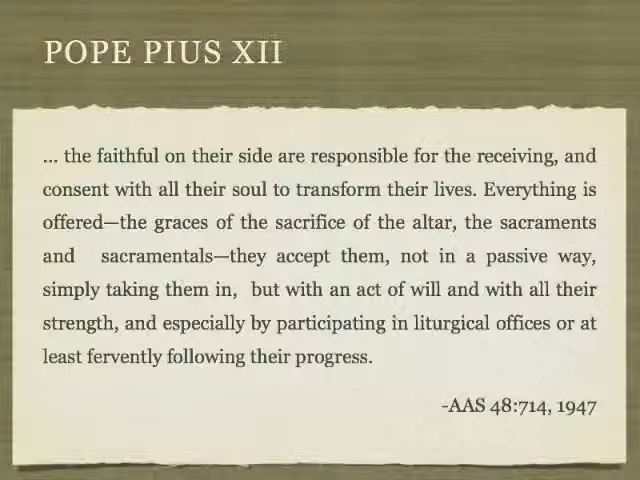 POPE PIUS XII
... the faithful on their side are responsible for the receiving, and
consent with all their soul to transform their lives. Everything is
offered—the graces of the sacrifice of the altar, the sacraments
and sacramentals—they accept them, not in a passive way,
simply taking them in, but with an act of will and with all their
strength, and especially by participating in liturgical offices or at
least fervently following their progress.
-AAS 48:714, 1947